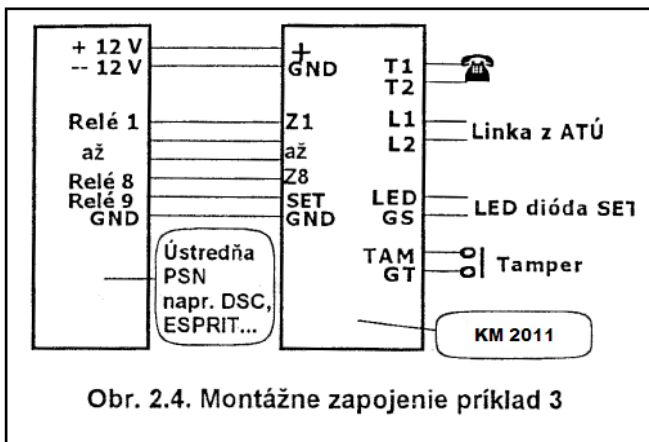 + 12 V
-- 12 V
Relé 1
až
Relé 8
Relé 9
GND
+
GND
Z1
až
Z8
SET
GND
T1
T2
L1
L2
Linka z ATÚ
LED
GS
LED dióda SET
TAM
GT
Tamper
Ústredňa
PSN
napr. DSC,
ESPRIT...
KM 2011
Obr. 2.4. Montážne zapojenie príklad 3